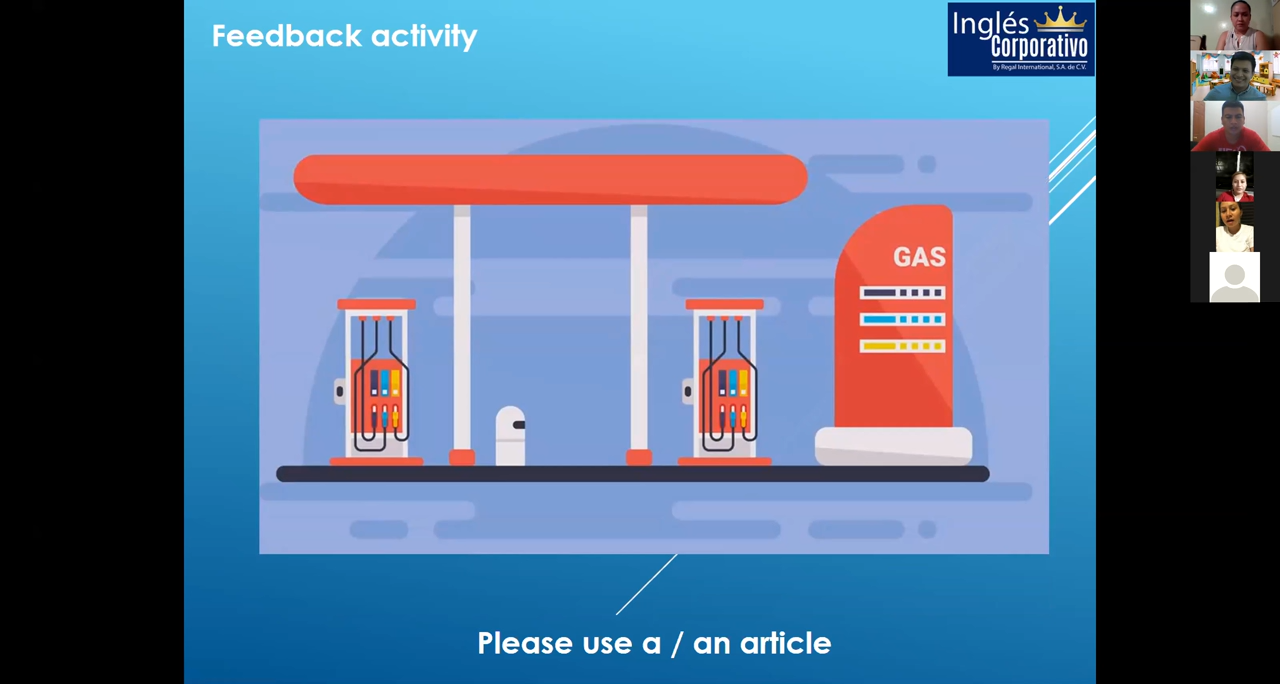 Feedback activity
Inglés
Corporativo
By Regal International, S.A. de C.V.
GAS
Please use a / an article